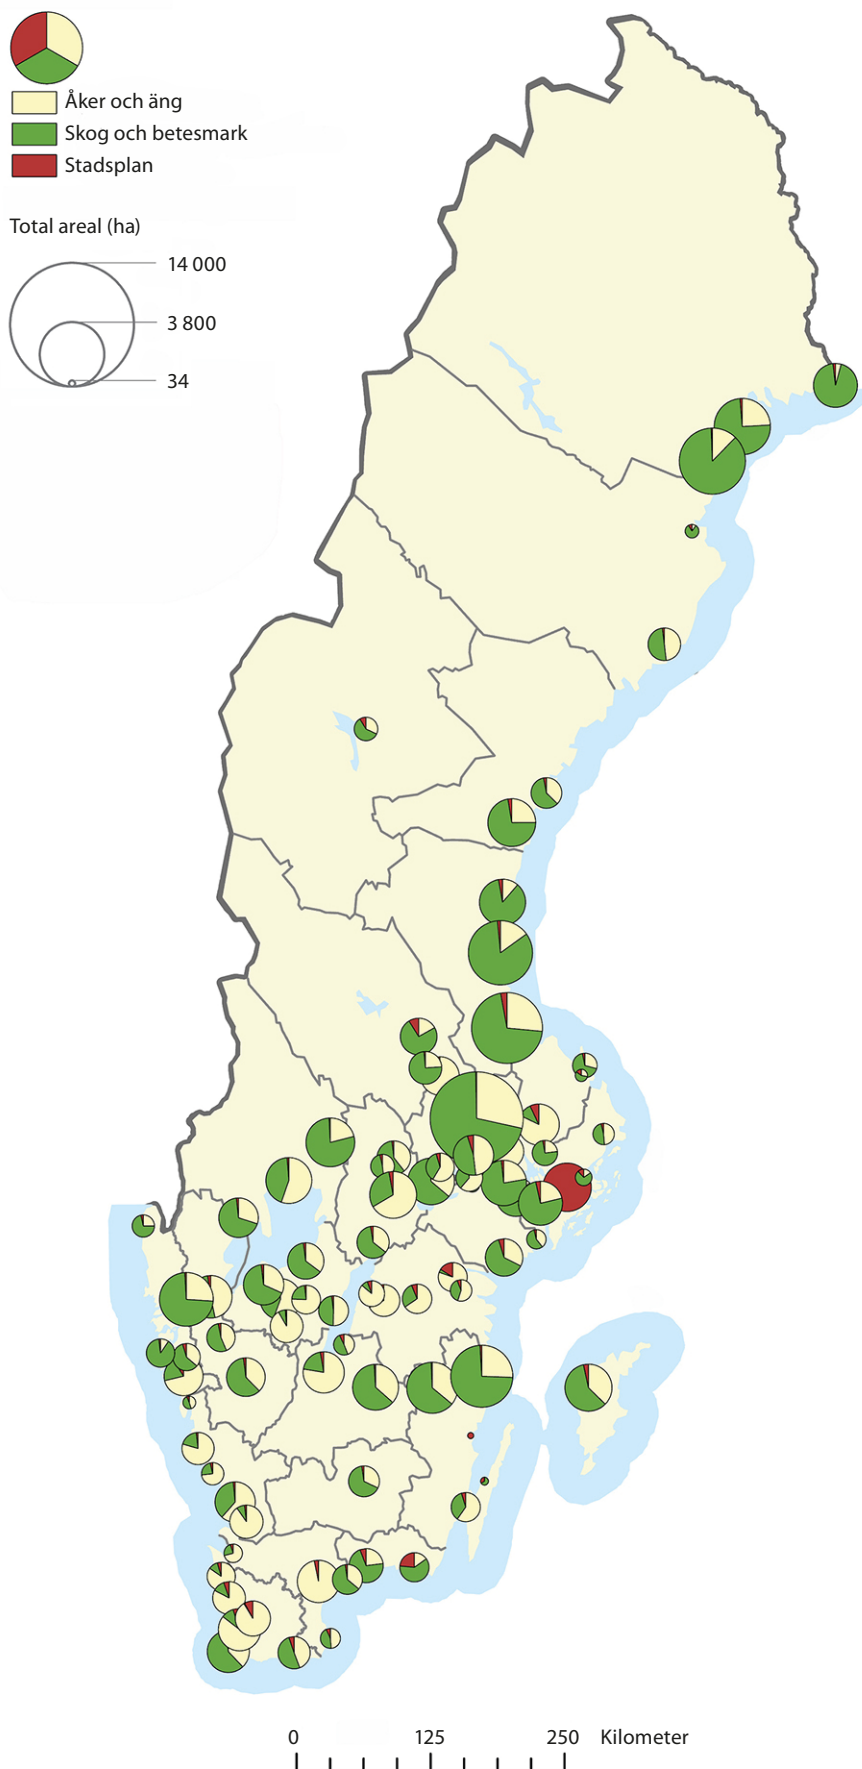 Åker och äng
Skog och betesmark
Stadsplan
Total areal (ha)
14 000
3 800
34
0 125 250 Kilometer